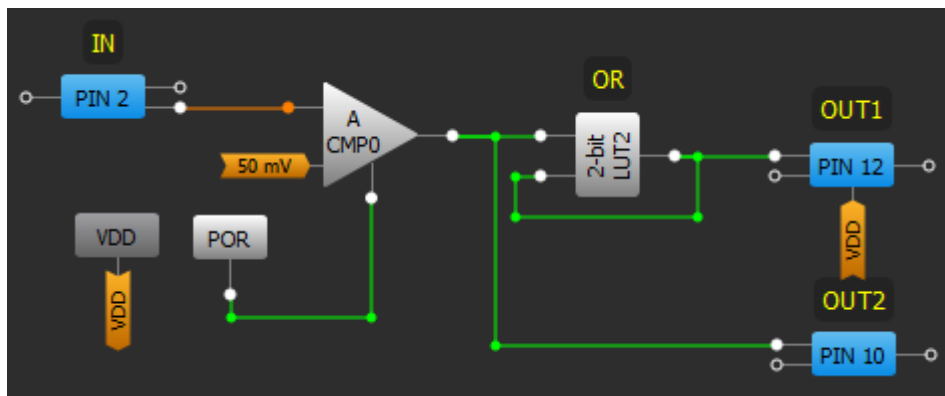 IN
PIN 2
A
CMP0
50 mV
VDD
VDD
POR
OR
2-bit
LUT2
OUT1
PIN 12
VDD
OUT2
PIN 10